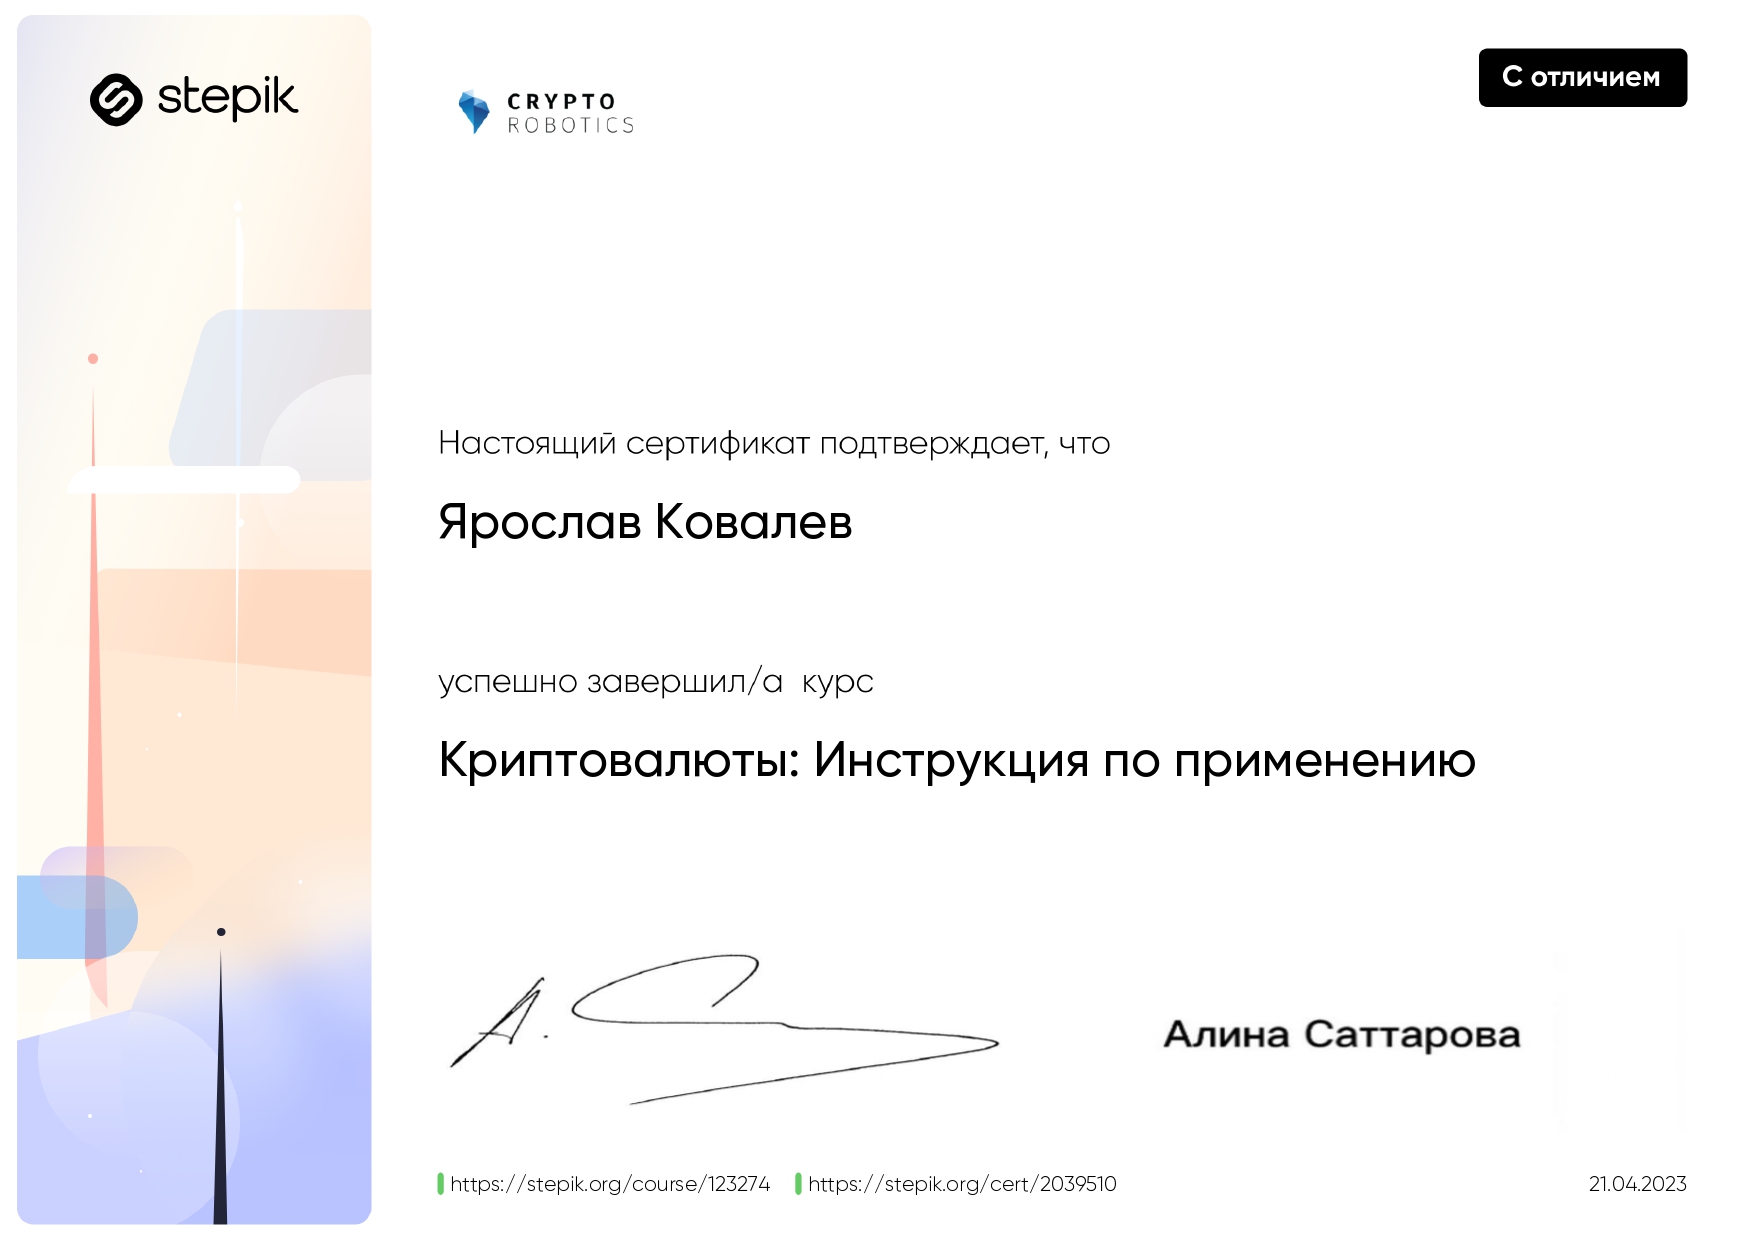 stepik
CRYPTO
ROBOTICS
С отличием
Настоящий сертификат подтверждает, что
Ярослав Ковалев
успешно завершил/а курс
Криптовалюты: Инструкция по применению
А. С
Алина Саттарова
https://stepik.org/course/123274 https://stepik.org/cert/2039510 21.04.2023